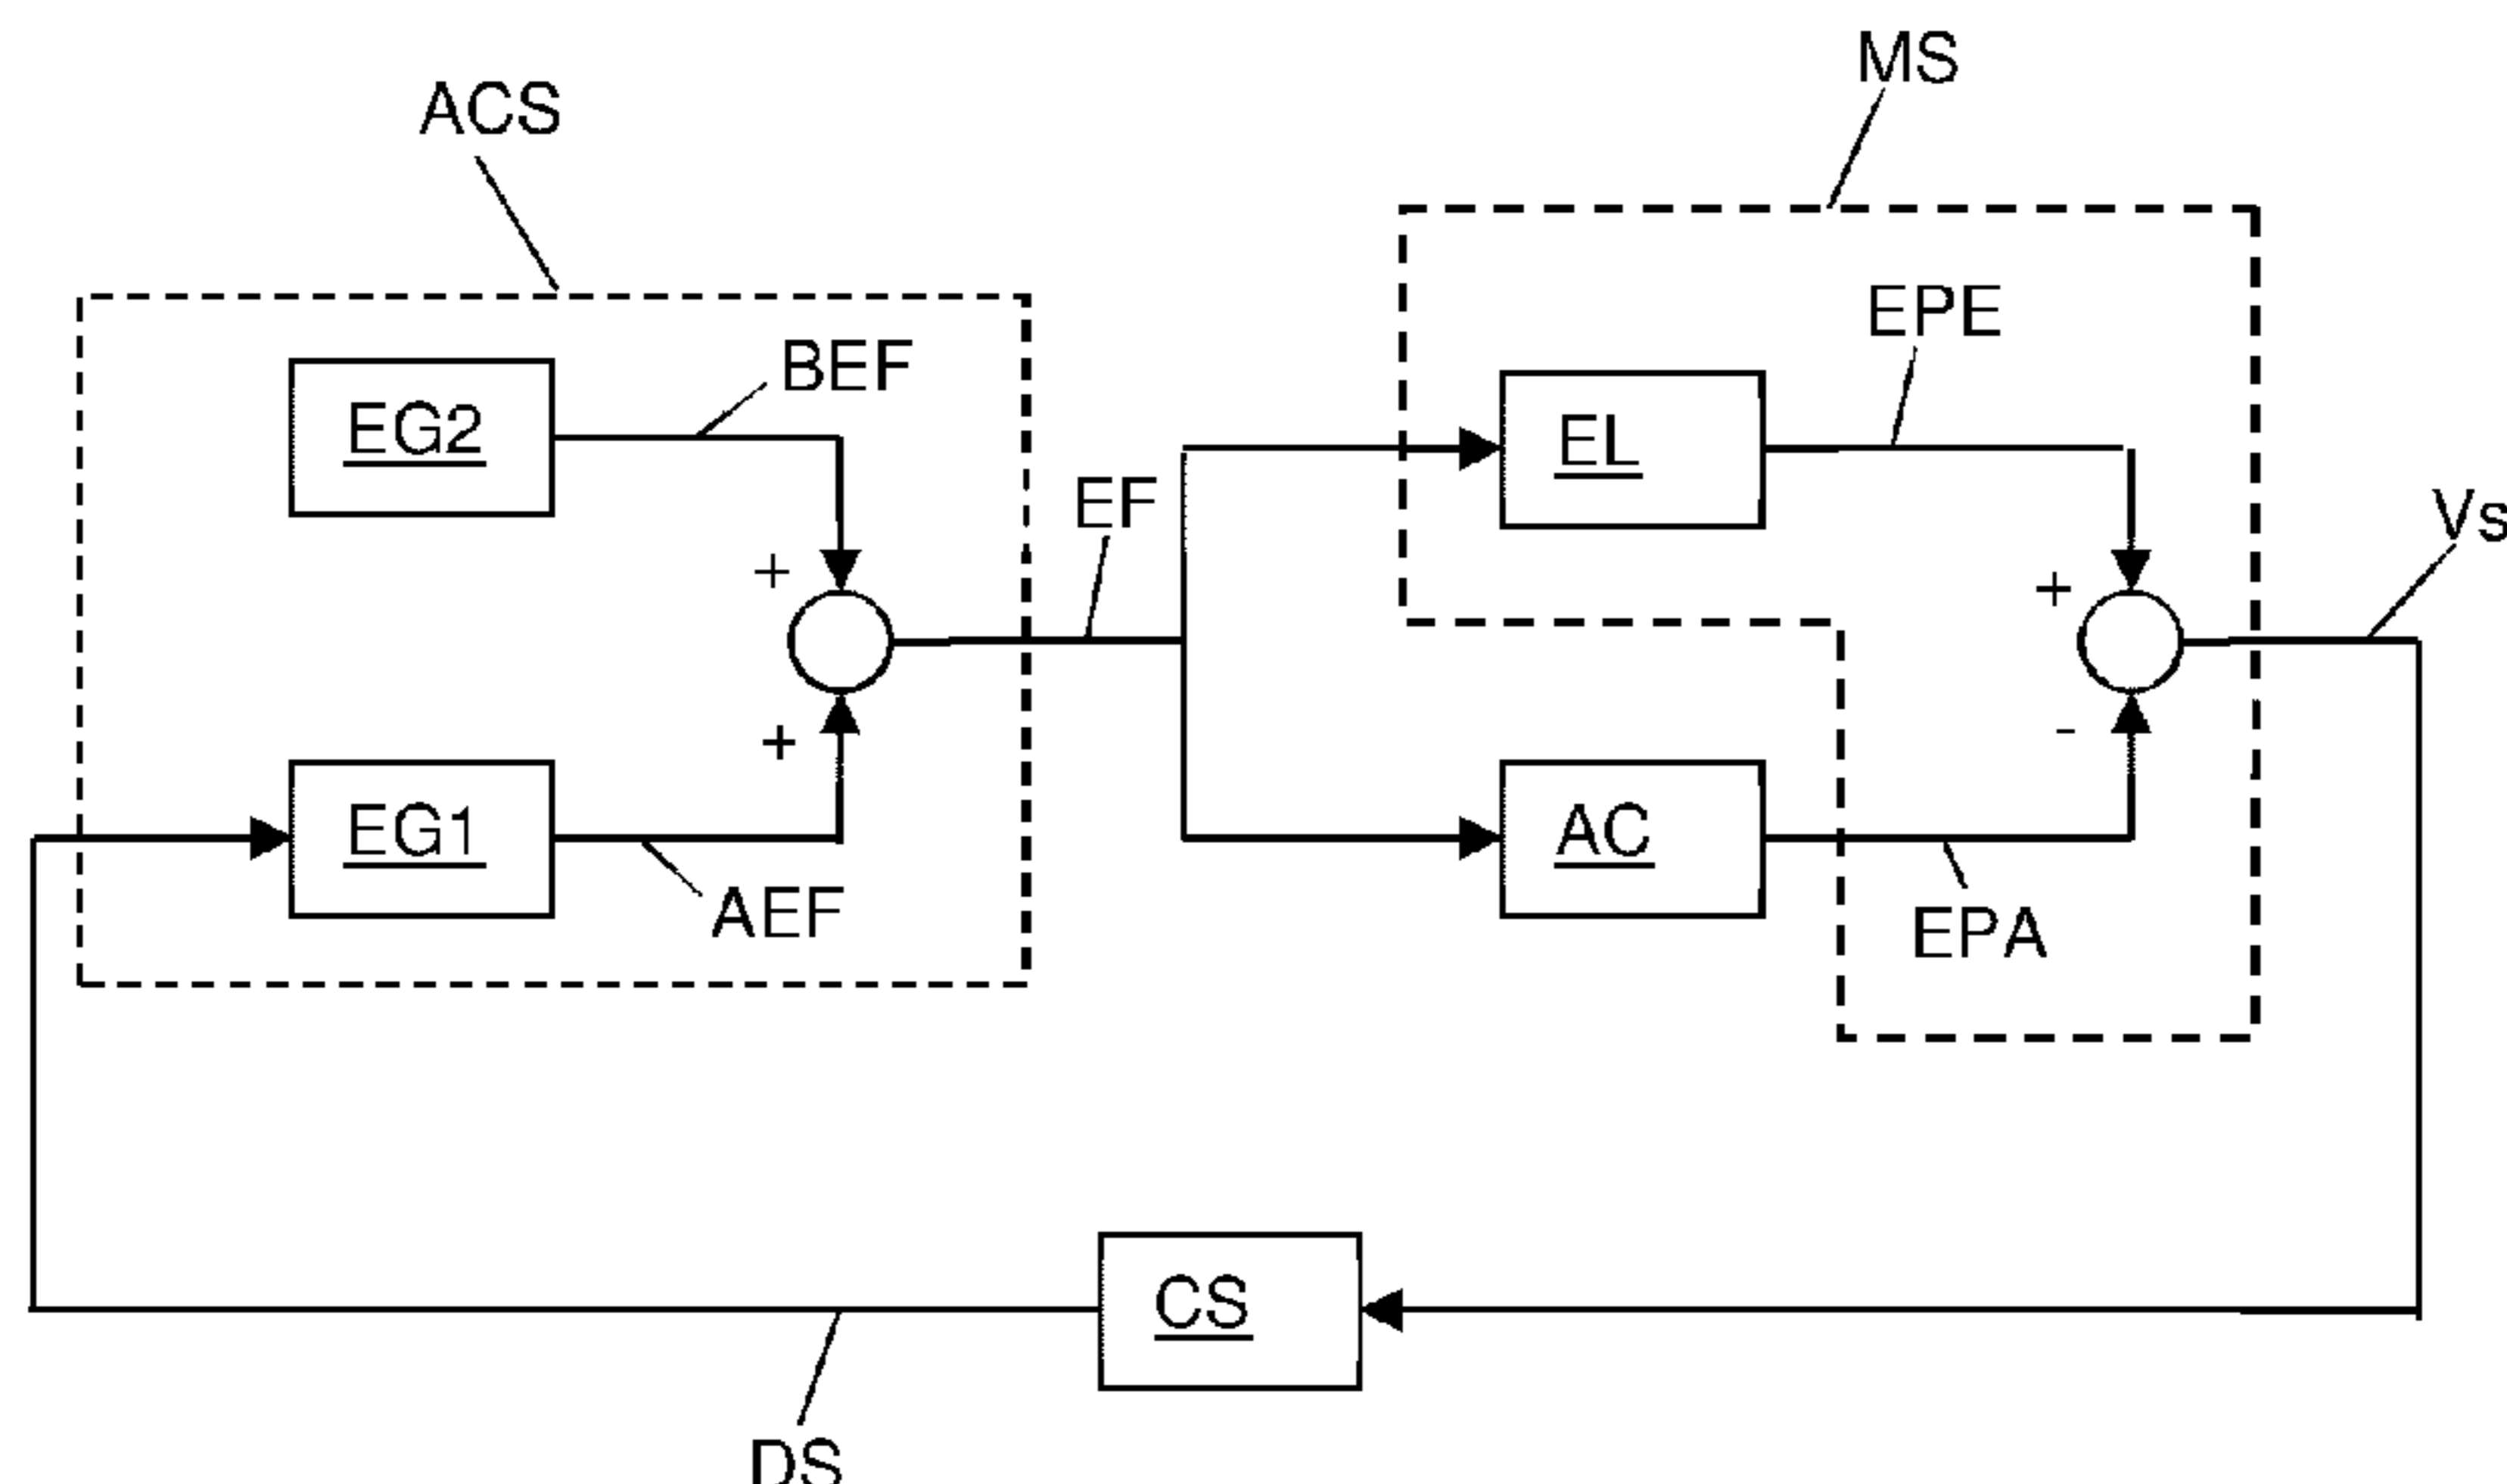 MS
ACS
EPE
BEF
EG2
EL
EF
Vs
+
+
+
-
EG1
AC
AEF
EPA
CS
DS